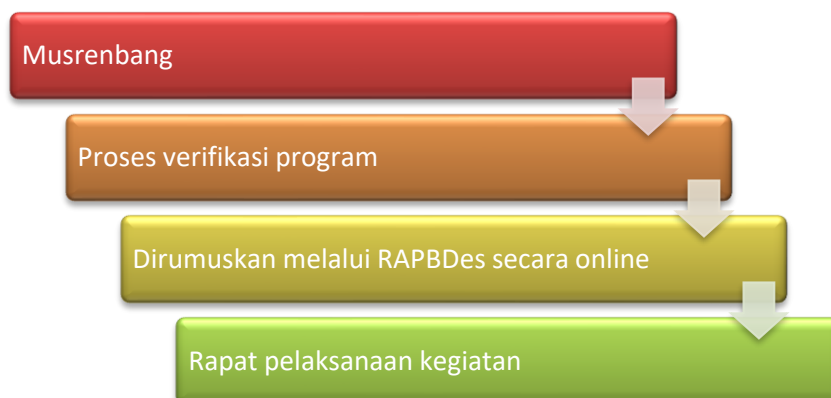 Musrenbang
Proses verifikasi program
Dirumuskan melalui RAPBDes secara online
Rapat pelaksanaan kegiatan